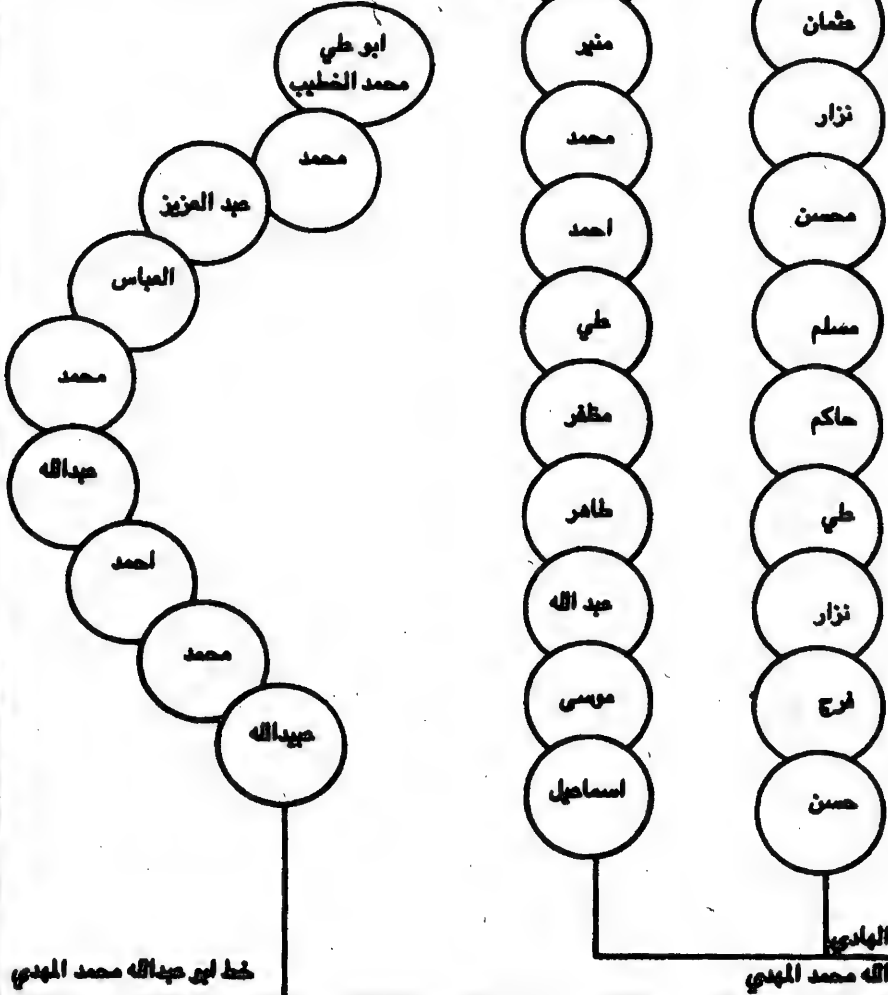 عثمان
نزار
محسن
مسلم
حاكم
علي
نزار
فرج
حسن
منير
محمد
احمد
علي
مظفر
طاهر
عبد الله
موسى
اسماعيل
ابو علي
محمد الخطيب
محمد
عبد العزيز
العباس
محمد
عبدالله
احمد
محمد
عبيدالله
الهادي
الله محمد المهدي
خط ابو عبدالله محمد المهدي